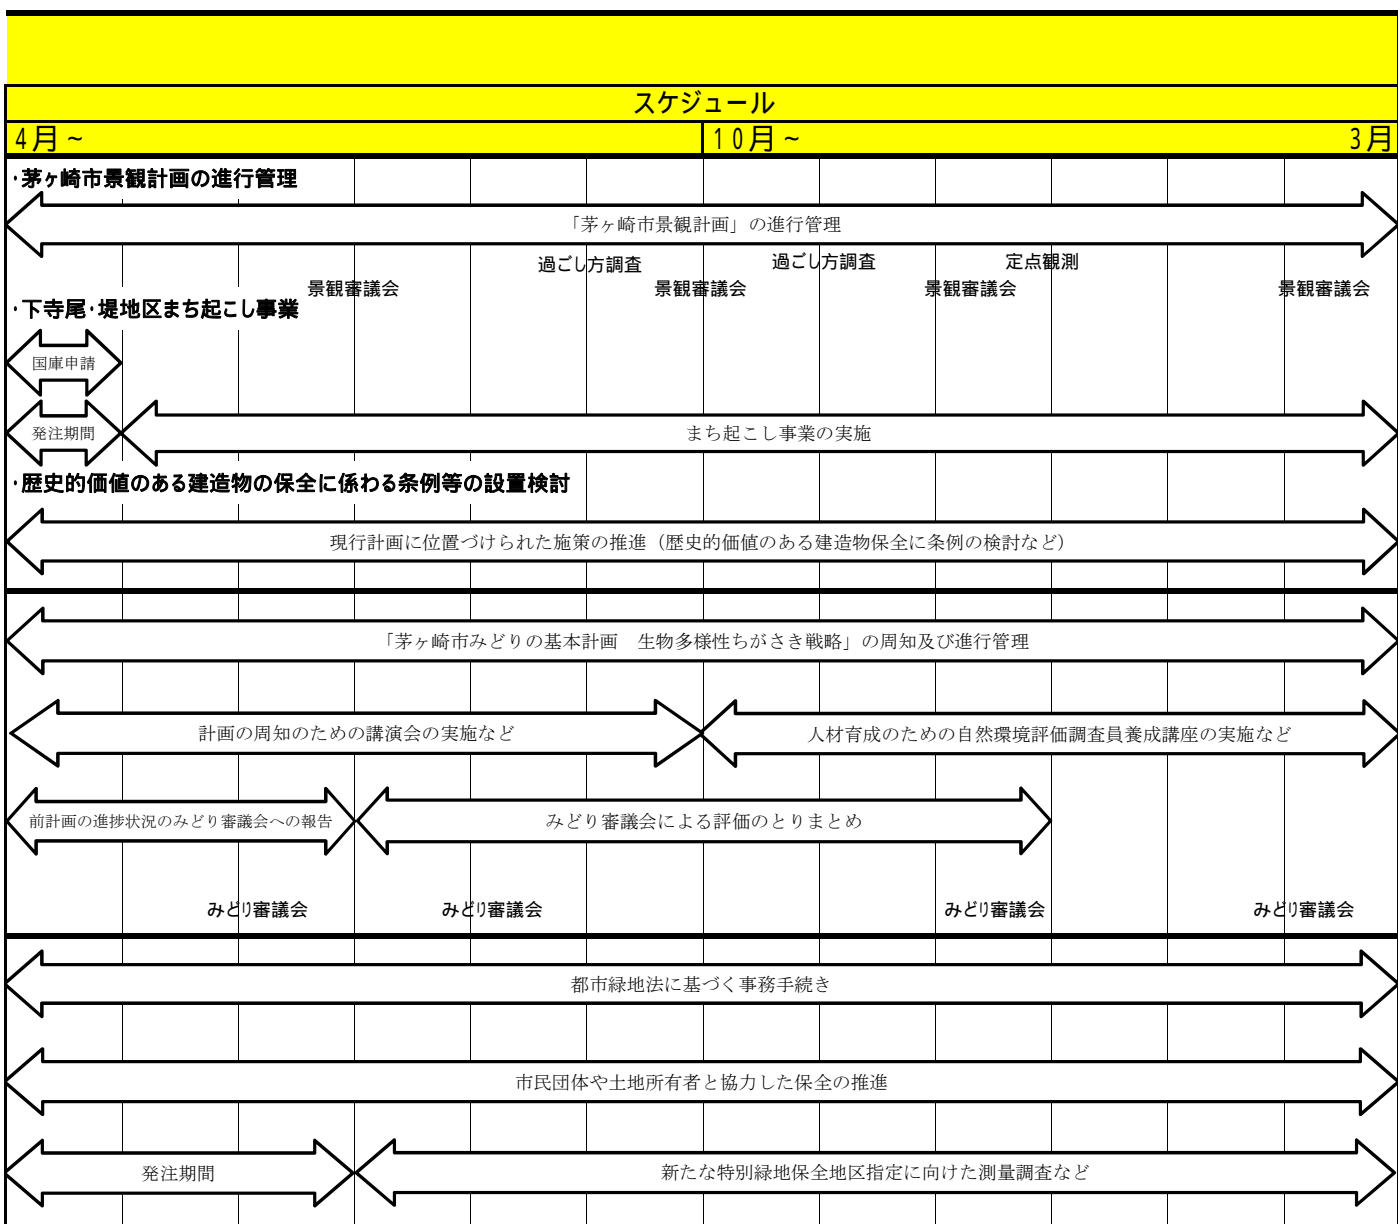 スケジュール
4月～ 10月～ 3月
・茅ヶ崎市景観計画の進行管理
「茅ヶ崎市景観計画」の進行管理
過ごし方調査 過ごし方調査 定点観測
景観審議会 景観審議会 景観審議会 景観審議会
・下寺尾・堤地区まち起こし事業
国庫申請
発注期間 まち起こし事業の実施
・歴史的価値のある建造物の保全に係わる条例等の設置検討
現行計画に位置づけられた施策の推進（歴史的価値のある建造物保全に条例の検討など）
「茅ヶ崎市みどりの基本計画　生物多様性ちがさき戦略」の周知及び進行管理
計画の周知のための講演会の実施など 人材育成のための自然環境評価調査員養成講座の実施など
前計画の進捗状況のみどり審議会への報告 みどり審議会による評価のとりまとめ
みどり審議会 みどり審議会 みどり審議会 みどり審議会
都市緑地法に基づく事務手続き
市民団体や土地所有者と協力した保全の推進
発注期間 新たな特別緑地保全地区指定に向けた測量調査など